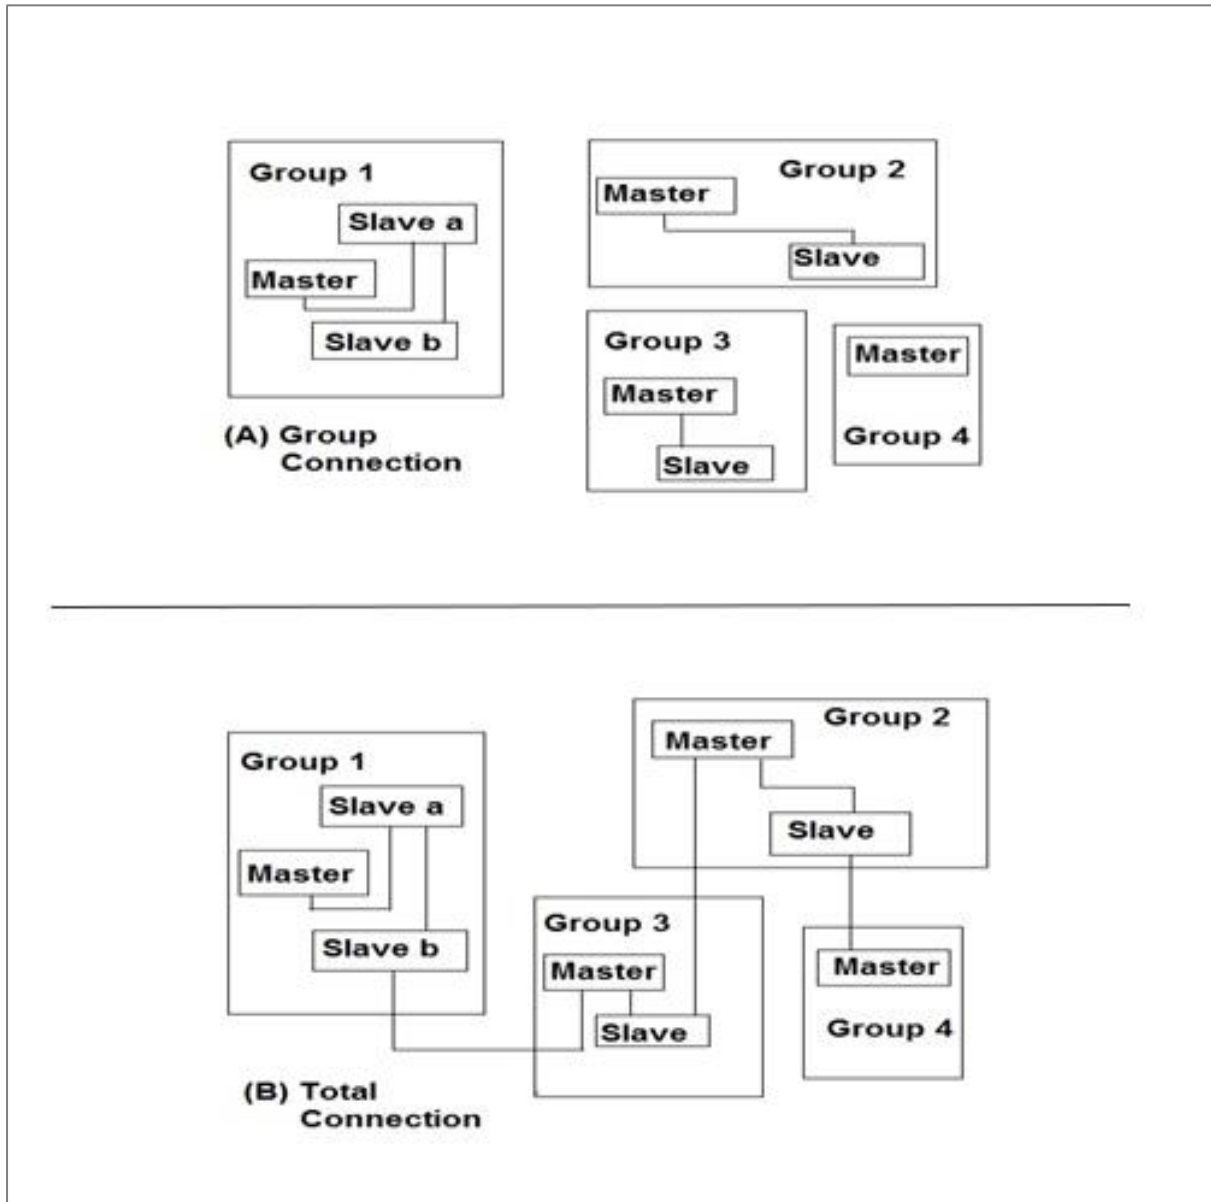 Group 1
Slave a
Master
Slave b
(A) Group
Connection
Group 2
Master
Slave
Group 3
Master
Slave
Master
Group 4
Group 1
Slave a
Master
Slave b
Group 2
Master
Slave
Group 3
Master
Slave
Master
Group 4
(B) Total
Connection